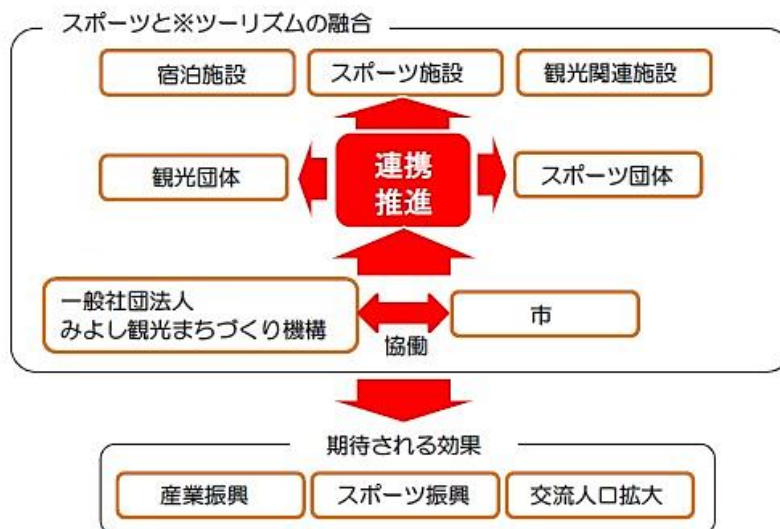 スポーツと※ツーリズムの融合
宿泊施設
スポーツ施設
観光関連施設
観光団体
連携
推進
スポーツ団体
一般社団法人
みよし観光まちづくり機構
市
協働
期待される効果
産業振興
スポーツ振興
交流人口拡大